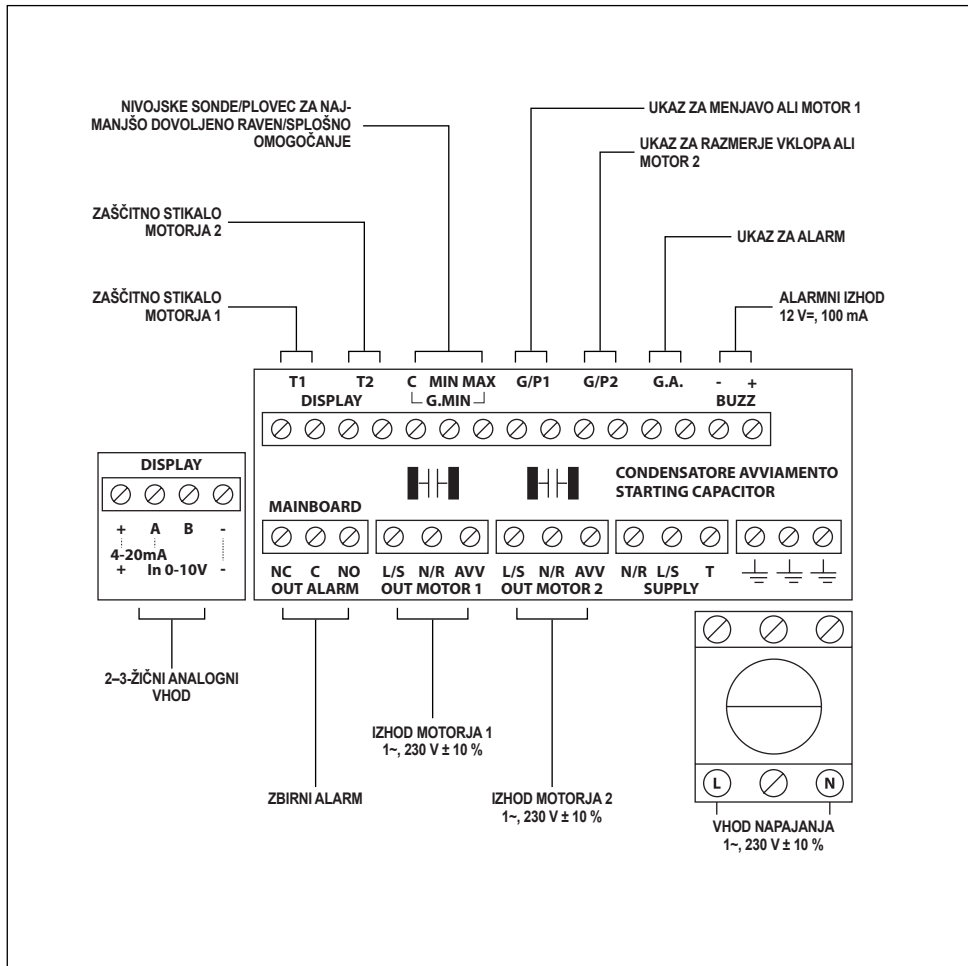 NIVOJSKE SONDE/PLOVEC ZA NAJ-
MANJŠO DOVOLJENO RAVEN/SPLOŠNO
OMOGOČANJE
UKAZ ZA MENJAVO ALI MOTOR 1
UKAZ ZA RAZMERJE VKLOPA ALI
MOTOR 2
ZAŠČITNO STIKALO
MOTORJA 2
UKAZ ZA ALARM
ZAŠČITNO STIKALO
MOTORJA 1
ALARMNI IZHOD
12 V=, 100 mA
T1 T2 C MIN MAX G/P1 G/P2 G.A. - +
DISPLAY G.MIN BUZZ
DISPLAY
+ A B -
4-20mA
+ In 0-10V -
CONDENSATORE AVVIAMENTO
STARTING CAPACITOR
MAINBOARD
NC C NO L/S N/R AVV L/S N/R AVV N/R L/S T
OUT ALARM OUT MOTOR 1 OUT MOTOR 2 SUPPLY
2–3-ŽIČNI ANALOGNI
VHOD
IZHOD MOTORJA 1
1~, 230 V ± 10 %
ZBIRNI ALARM
IZHOD MOTORJA 2
1~, 230 V ± 10 %
L N
VHOD NAPAJANJA
1~, 230 V ± 10 %